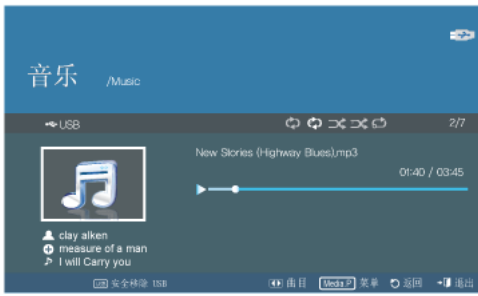 音乐 /Music
USB 2/7
New Stories (Highway Blues),mp3
01:40 / 03:45
clay aiken
measure of a man
I will Carry you
安全移除 USB 曲目 Media.P 菜单 返回 退出